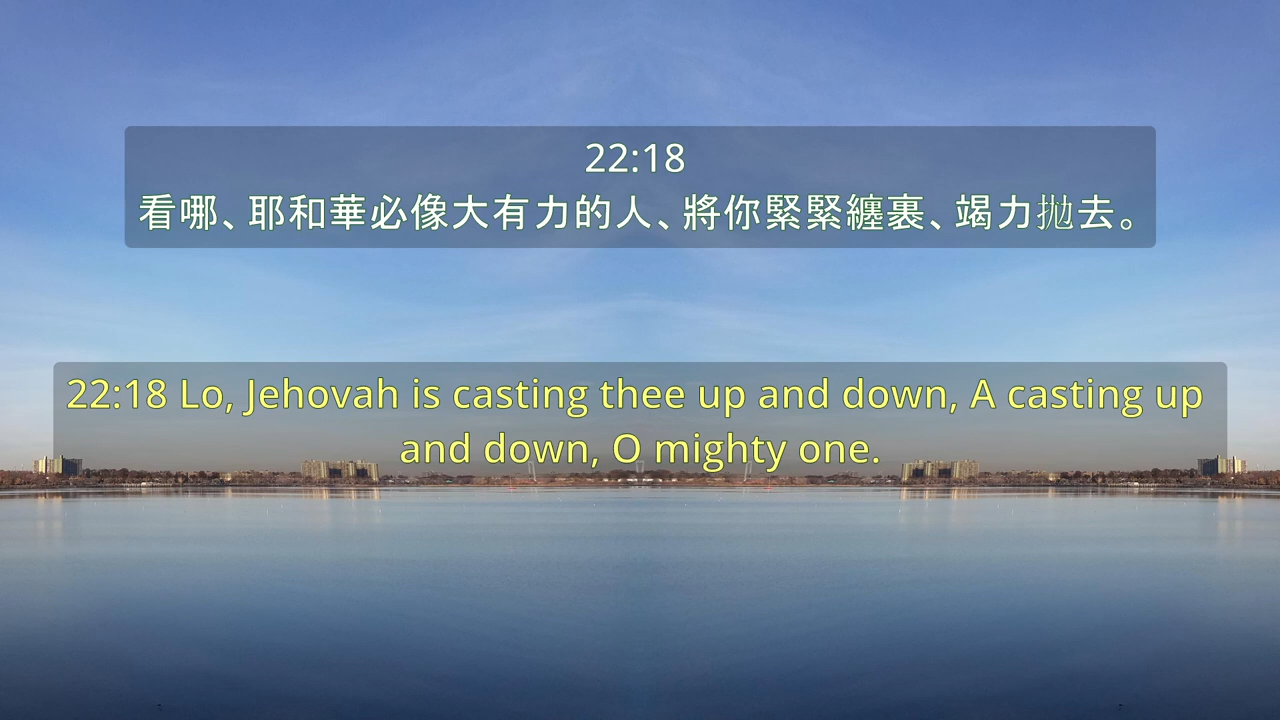 22:18
看哪、耶和華必像大有力的人、將你緊緊纏裹、竭力拋去。
22:18 Lo, Jehovah is casting thee up and down, A casting up
and down, O mighty one.